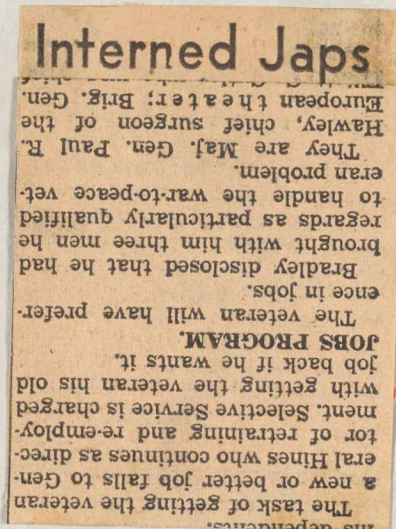 Interned Japs
dependents.
The task of getting the veteran
a new or better job falls to Gen-
eral Hines who continues as direc-
tor of retraining and re-employ-
ment. Selective Service is charged
with getting the veteran his old
job back if he wants it.
JOBS PROGRAM.
The veteran will have prefer-
ence in jobs.
Bradley disclosed that he had
brought with him three men he
regards as particularly qualified
to handle the war-to-peace vet-
eran problem.
They are Maj. Gen. Paul R.
Hawley, chief surgeon of the
European theater; Brig. Gen.